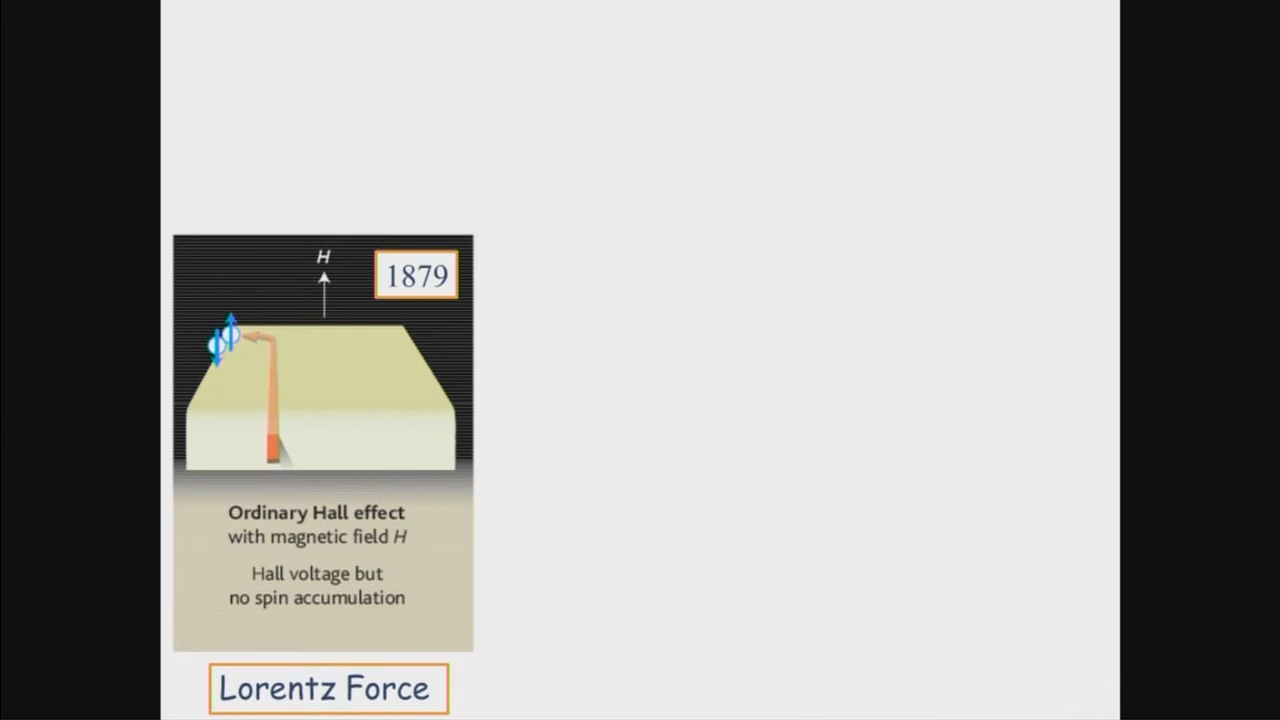 H
1879
Ordinary Hall effect
with magnetic field H
Hall voltage but
no spin accumulation
Lorentz Force